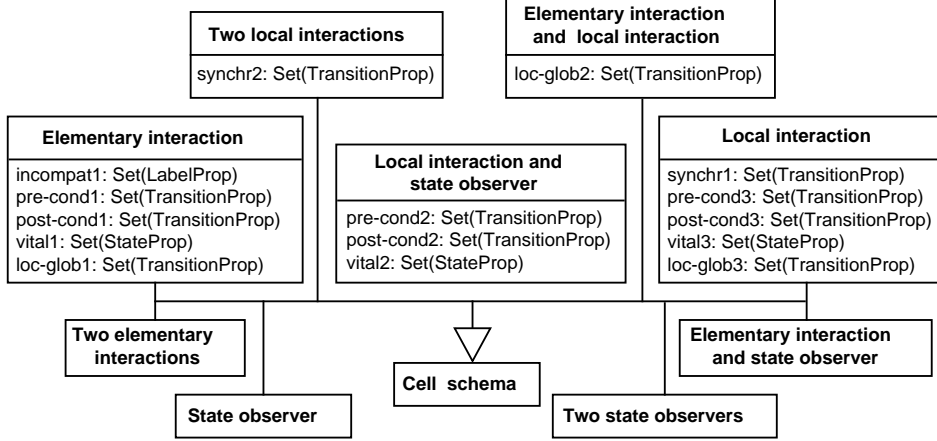 Two local interactions
synchr2: Set(TransitionProp)
Elementary interaction
and local interaction
loc-glob2: Set(TransitionProp)
Elementary interaction
incompat1: Set(LabelProp)
pre-cond1: Set(TransitionProp)
post-cond1: Set(TransitionProp)
vital1: Set(StateProp)
loc-glob1: Set(TransitionProp)
Local interaction and
state observer
pre-cond2: Set(TransitionProp)
post-cond2: Set(TransitionProp)
vital2: Set(StateProp)
Local interaction
synchr1: Set(TransitionProp)
pre-cond3: Set(TransitionProp)
post-cond3: Set(TransitionProp)
vital3: Set(StateProp)
loc-glob3: Set(TransitionProp)
Two elementary
interactions
Elementary interaction
and state observer
Cell schema
State observer
Two state observers